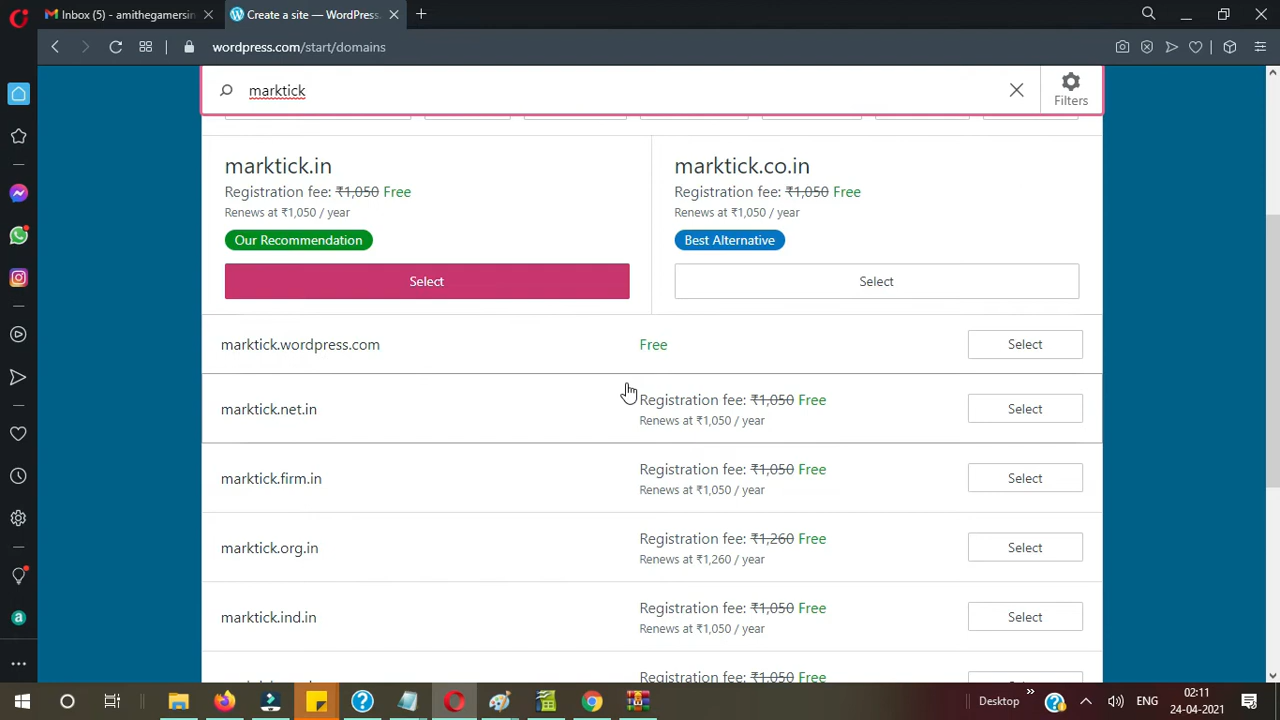 Inbox (5) - amithegamersin
Create a site — WordPress.
wordpress.com/start/domains
marktick
Filters
marktick.in
Registration fee: ₹1,050 Free
Renews at ₹1,050 / year
Our Recommendation
Select
marktick.co.in
Registration fee: ₹1,050 Free
Renews at ₹1,050 / year
Best Alternative
Select
marktick.wordpress.com
Free
Select
marktick.net.in
Registration fee: ₹1,050 Free
Renews at ₹1,050 / year
Select
marktick.firm.in
Registration fee: ₹1,050 Free
Renews at ₹1,050 / year
Select
marktick.org.in
Registration fee: ₹1,260 Free
Renews at ₹1,260 / year
Select
marktick.ind.in
Registration fee: ₹1,050 Free
Renews at ₹1,050 / year
Select
Registration fee: ₹1,050 Free
Desktop
ENG
02:11
24-04-2021